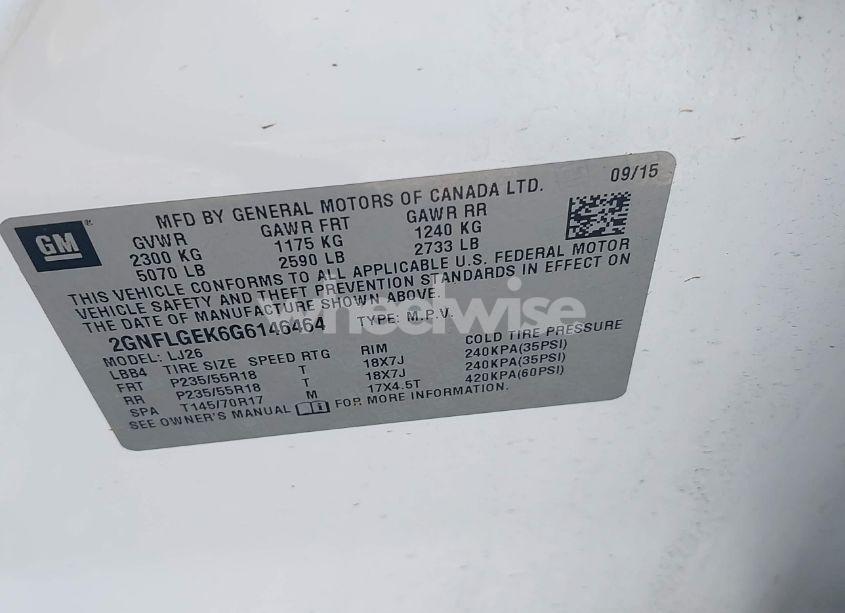 MFD BY GENERAL MOTORS OF CANADA LTD. 09/15
GM®
GVWR GAWR FRT GAWR RR
2300 KG 1175 KG 1240 KG
5070 LB 2590 LB 2733 LB
THIS VEHICLE CONFORMS TO ALL APPLICABLE U.S. FEDERAL MOTOR
VEHICLE SAFETY AND THEFT PREVENTION STANDARDS IN EFFECT ON
THE DATE OF MANUFACTURE SHOWN ABOVE.
wheelwise
2GNFLGEK6G6146464 TYPE: M.P.V.
MODEL: LJ26
LBB4 TIRE SIZE SPEED RTG RIM COLD TIRE PRESSURE
FRT P235/55R18 T 18X7J 240KPA(35PSI)
RR P235/55R18 T 18X7J 240KPA(35PSI)
SPA T145/70R17 M 17X4.5T 420KPA(60PSI)
SEE OWNER'S MANUAL FOR MORE INFORMATION.